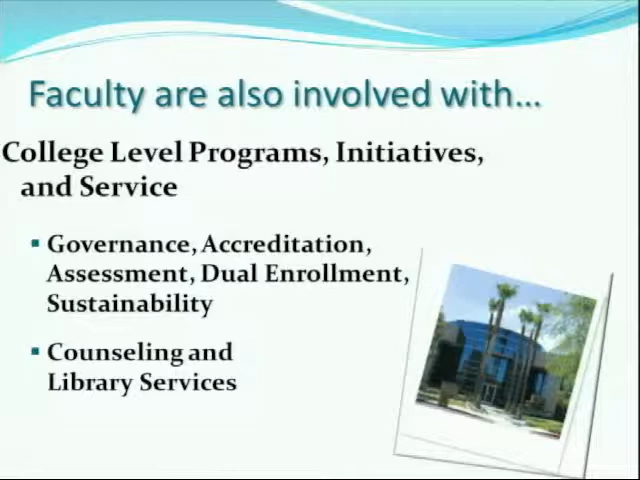 Faculty are also involved with...
College Level Programs, Initiatives,
and Service
▪ Governance, Accreditation,
Assessment, Dual Enrollment,
Sustainability
▪ Counseling and
Library Services